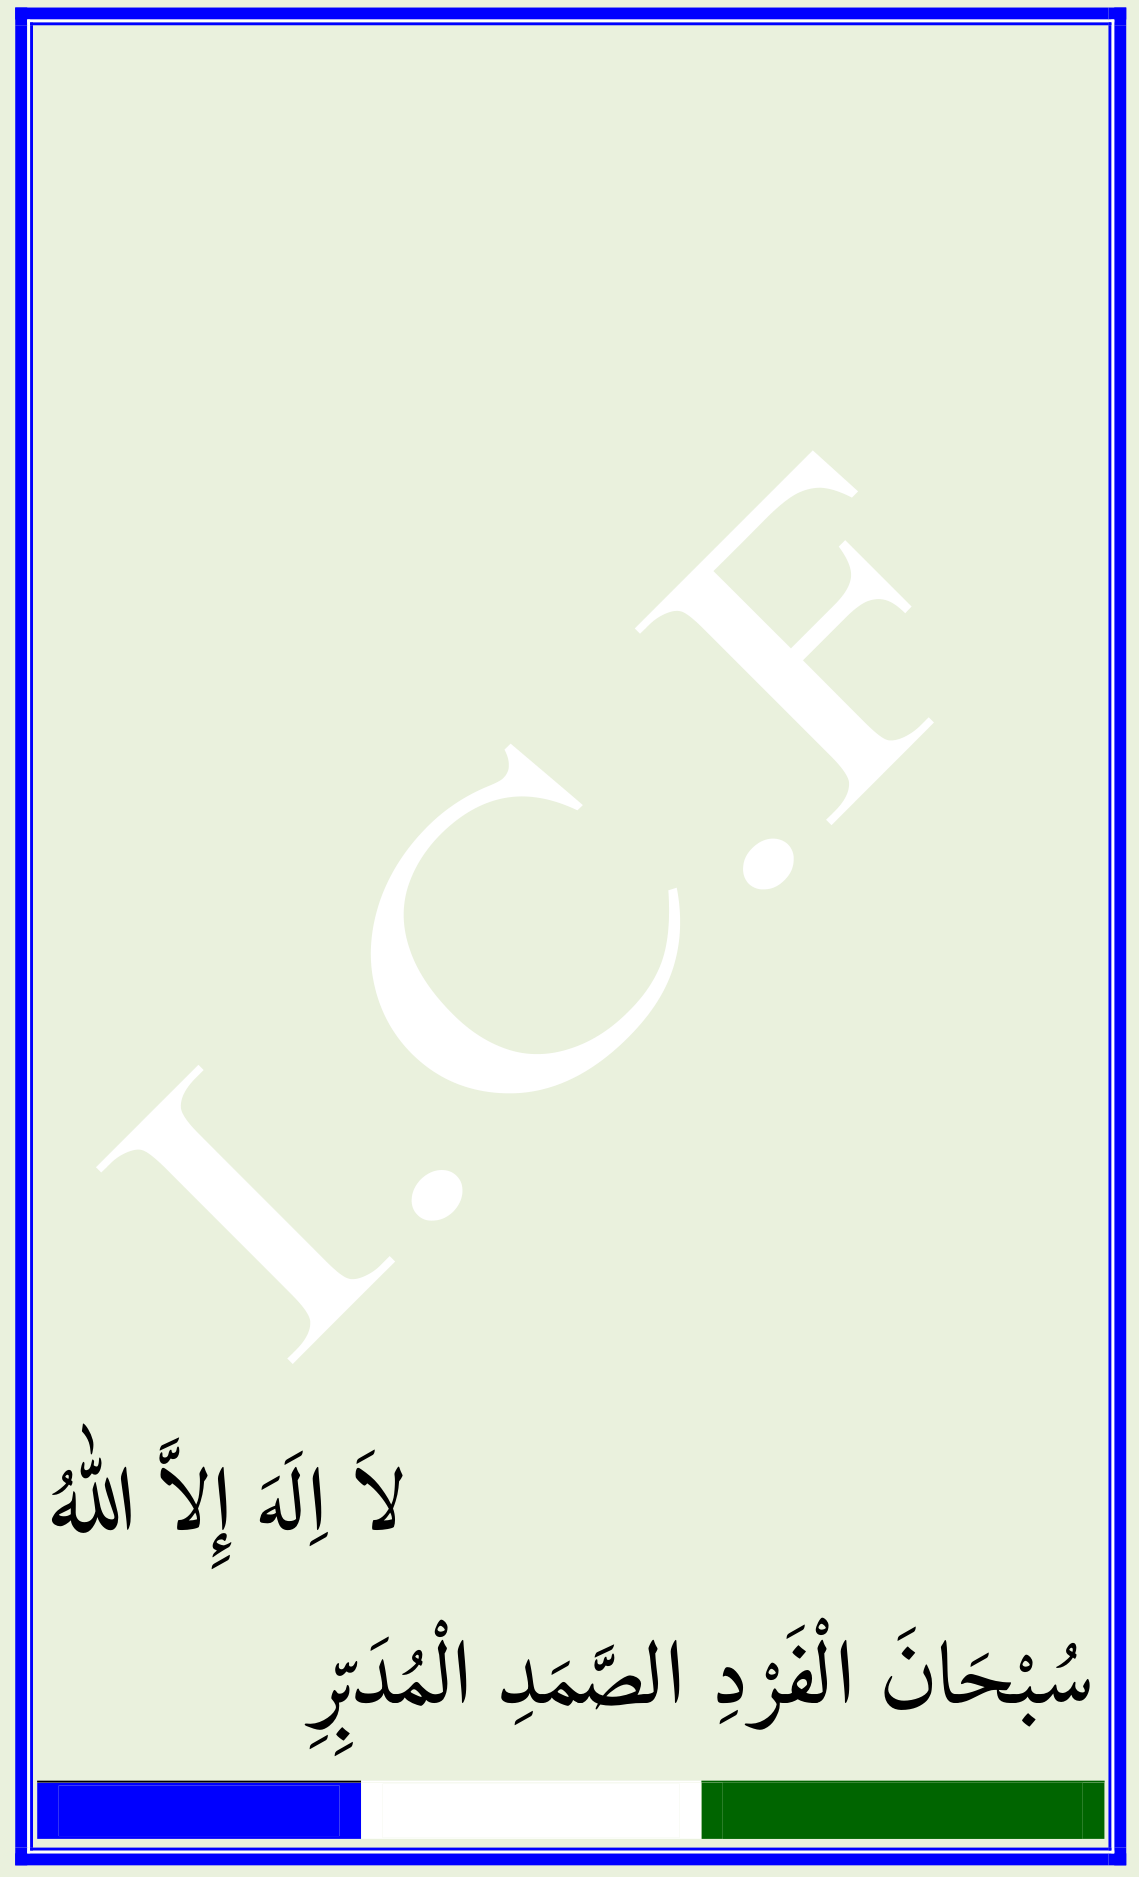 I.C.F
لاَ اِلَهَ إِلاَّ اللهُ
سُبْحَانَ الْفَرْدِ الصَّمَدِ الْمُدَبِّرِ